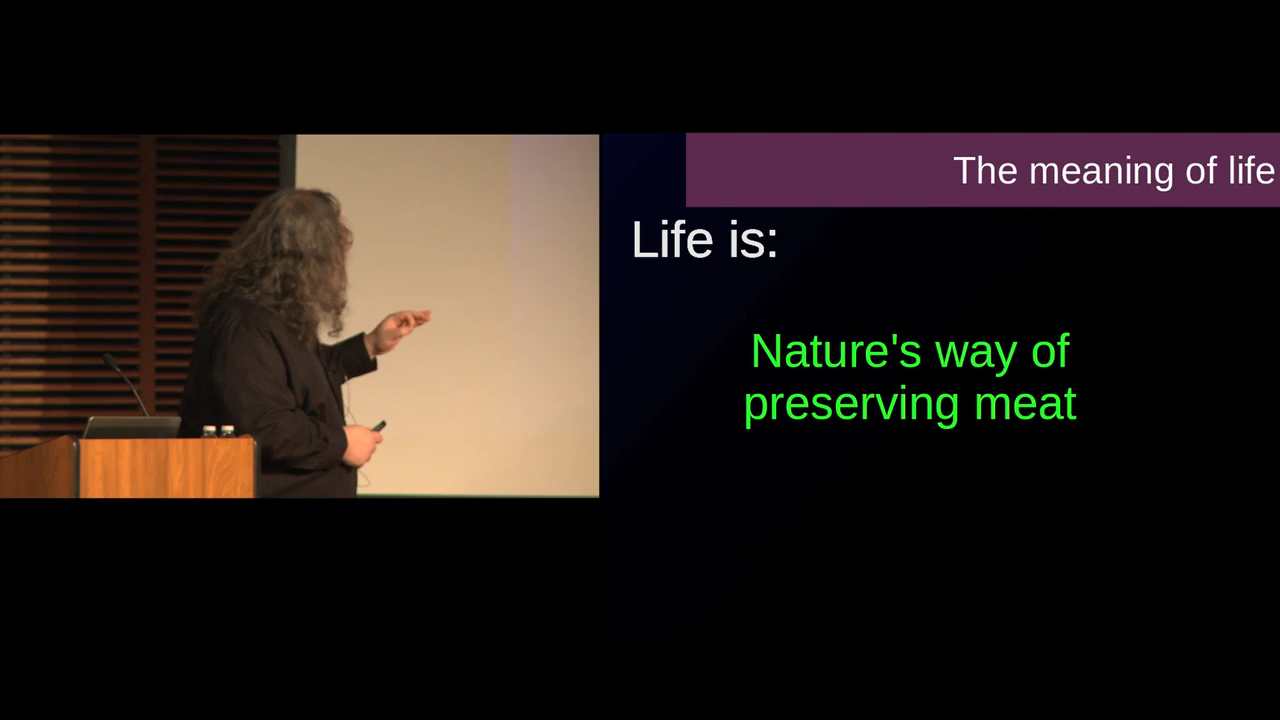 The meaning of life
Life is:
Nature's way of
preserving meat